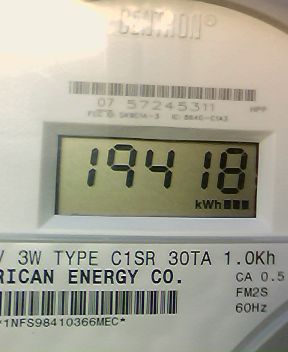 CENTRON®
07 57245311 HPP
19418
kWh
V 3W TYPE C1SR 30TA 1.0Kh
RICAN ENERGY CO. CA 0.5
FM2S
60Hz
*1NFS98410366MEC*